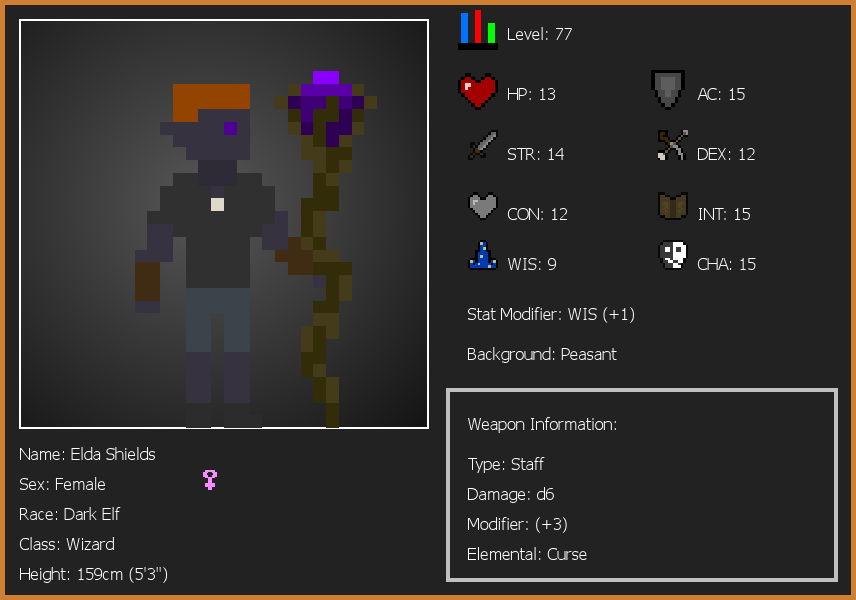 Level: 77
HP: 13
AC: 15
STR: 14
DEX: 12
CON: 12
INT: 15
WIS: 9
CHA: 15
Stat Modifier: WIS (+1)
Background: Peasant
Weapon Information:
Type: Staff
Damage: d6
Modifier: (+3)
Elemental: Curse
Name: Elda Shields
Sex: Female
Race: Dark Elf
Class: Wizard
Height: 159cm (5'3")